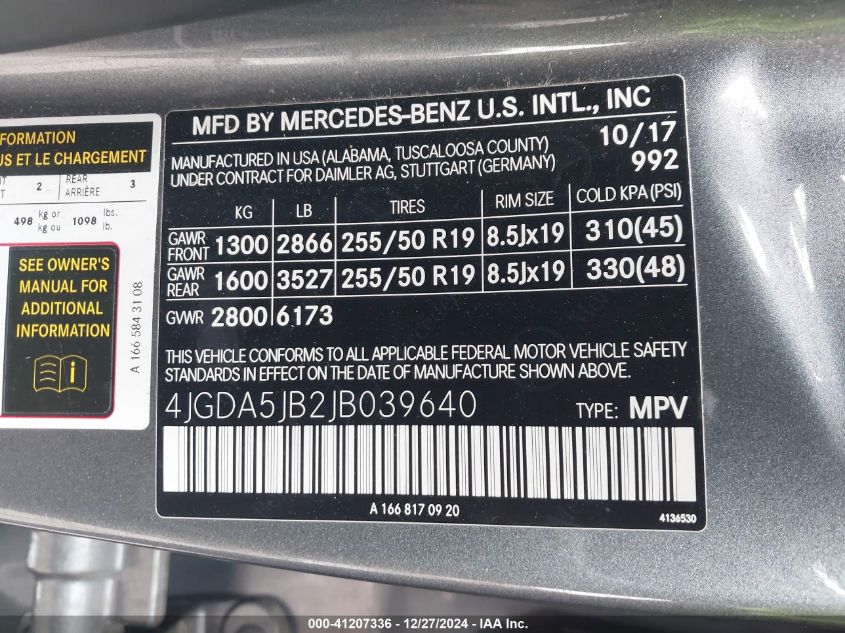 FORMATION
US ET LE CHARGEMENT
T 2 REAR 3
T ARRIÈRE
498 kg or 1098 lbs.
kg ou lb.
SEE OWNER'S
MANUAL FOR
ADDITIONAL
INFORMATION
A 166 584 31 08
MFD BY MERCEDES-BENZ U.S. INTL., INC
MANUFACTURED IN USA (ALABAMA, TUSCALOOSA COUNTY) 10/17
UNDER CONTRACT FOR DAIMLER AG, STUTTGART (GERMANY) 992
KG LB TIRES RIM SIZE COLD KPA (PSI)
GAWR FRONT 1300 2866 255/50 R19 8.5Jx19 310(45)
GAWR REAR 1600 3527 255/50 R19 8.5Jx19 330(48)
GVWR 2800 6173
THIS VEHICLE CONFORMS TO ALL APPLICABLE FEDERAL MOTOR VEHICLE SAFETY
STANDARDS IN EFFECT ON THE DATE OF MANUFACTURE SHOWN ABOVE.
4JGDA5JB2JB039640 TYPE: MPV
A 166 817 09 20
4136530
000-41207336 - 12/27/2024 - IAA Inc.